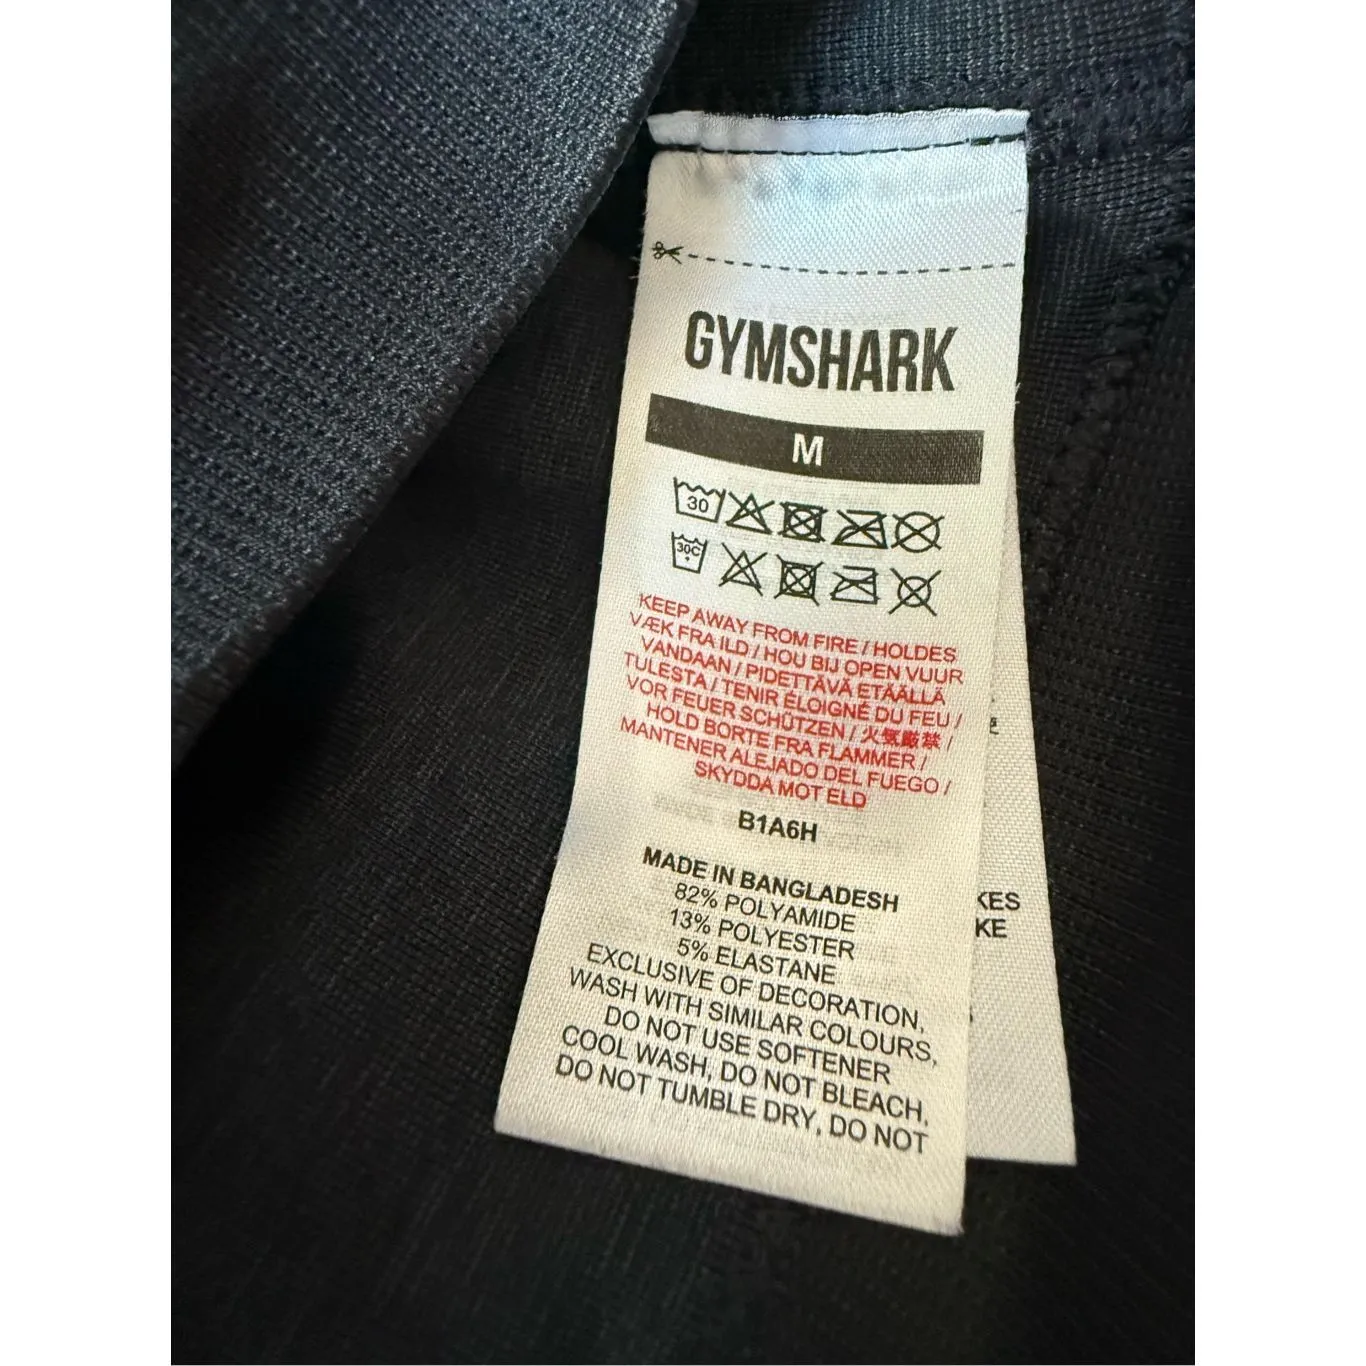 GYMSHARK
M
30
30C
KEEP AWAY FROM FIRE / HOLDES
VÆK FRA ILD / HOU BIJ OPEN VUUR
VANDAAN / PIDETTÄVÄ ETÄÄLLÄ
TULESTA / TENIR ÉLOIGNÉ DU FEU /
VOR FEUER SCHÜTZEN / 火気厳禁 /
HOLD BORTE FRA FLAMMER /
MANTENER ALEJADO DEL FUEGO /
SKYDDA MOT ELD
B1A6H
MADE IN BANGLADESH
82% POLYAMIDE
13% POLYESTER
5% ELASTANE
EXCLUSIVE OF DECORATION,
WASH WITH SIMILAR COLOURS,
DO NOT USE SOFTENER
COOL WASH, DO NOT BLEACH,
DO NOT TUMBLE DRY, DO NOT
KES
KE